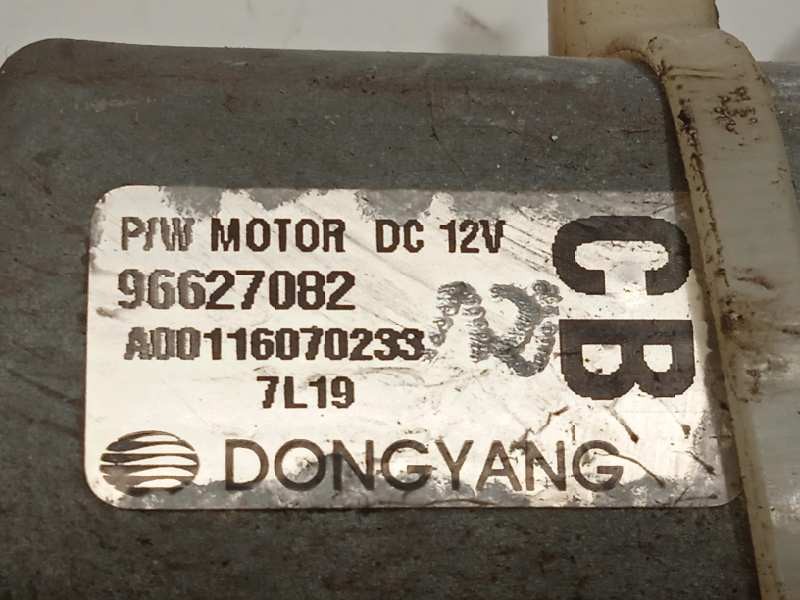 P/W MOTOR DC 12V
96627082
A00116070233
7L19
DONGYANG
CB